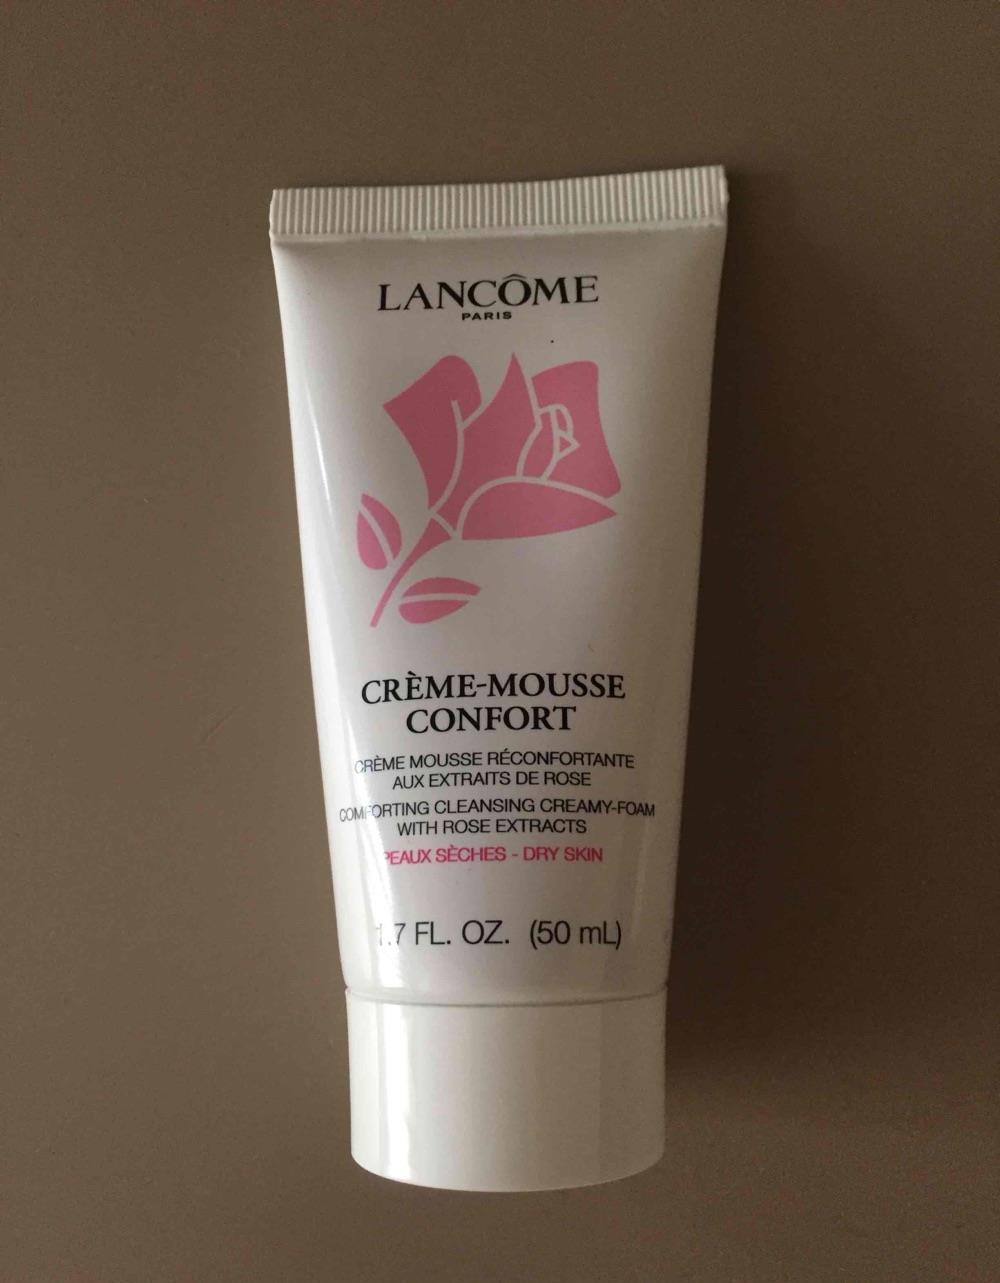 LANCÔME
PARIS
CRÈME-MOUSSE
CONFORT
CRÈME MOUSSE RÉCONFORTANTE
AUX EXTRAITS DE ROSE
COMFORTING CLEANSING CREAMY-FOAM
WITH ROSE EXTRACTS
PEAUX SÈCHES - DRY SKIN
1.7 FL. OZ. (50 mL)